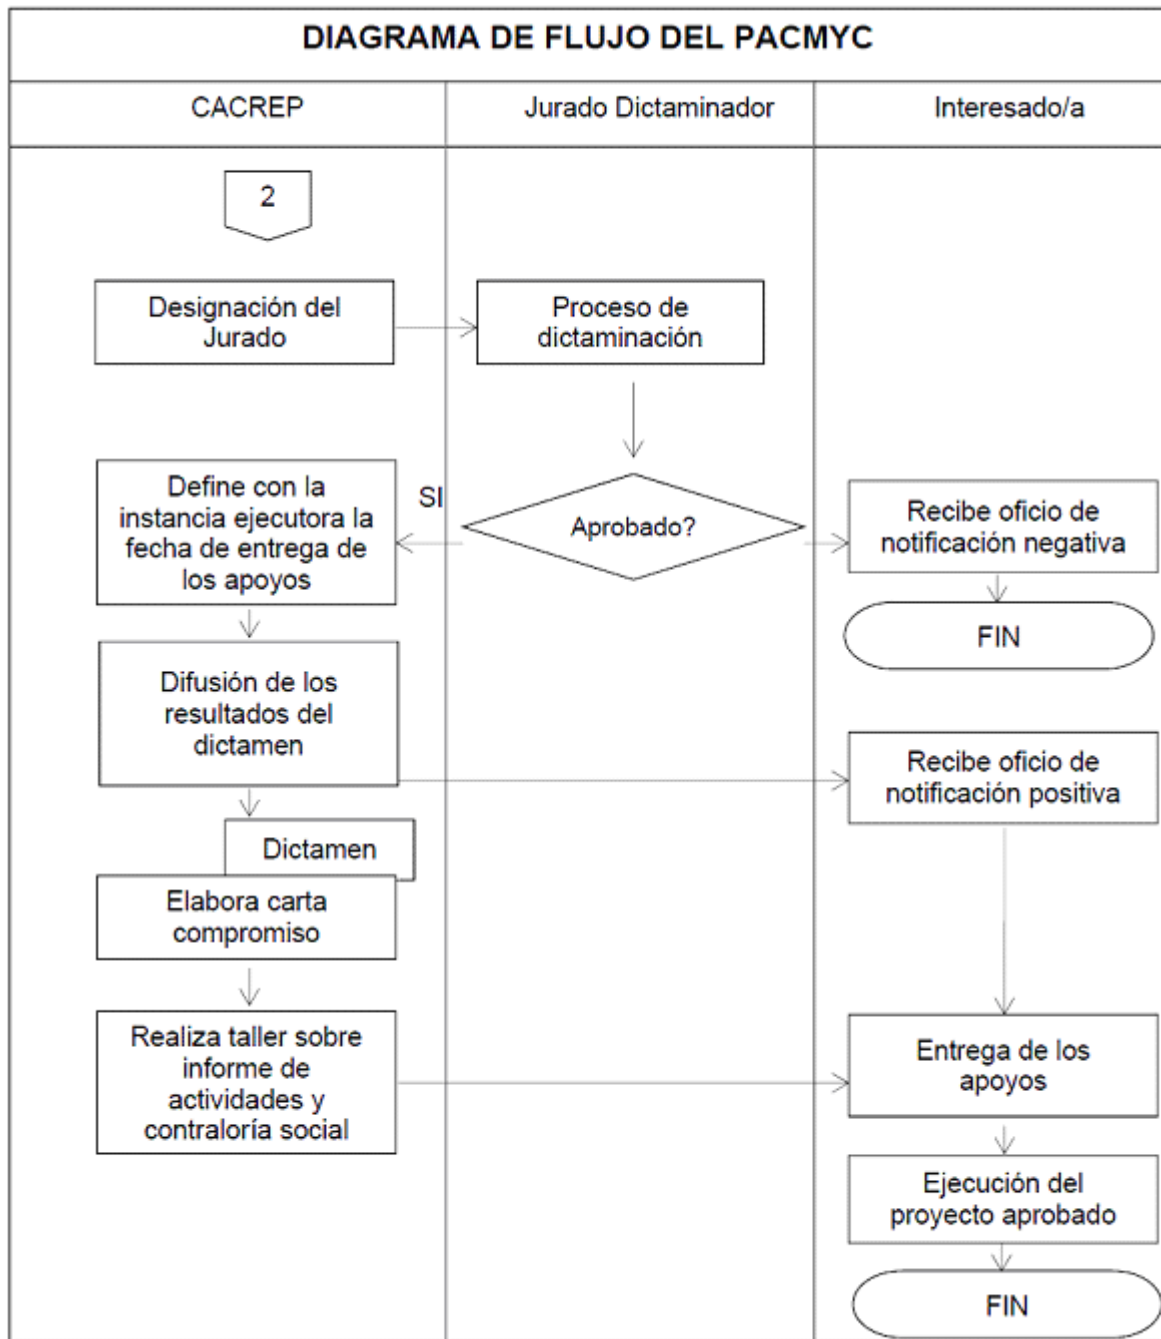 DIAGRAMA DE FLUJO DEL PACMYC
CACREP
Jurado Dictaminador
Interesado/a
2
Designación del
Jurado
Proceso de
dictaminación
Define con la
instancia ejecutora la
fecha de entrega de
los apoyos
SI
Aprobado?
Recibe oficio de
notificación negativa
FIN
Difusión de los
resultados del
dictamen
Recibe oficio de
notificación positiva
Dictamen
Elabora carta
compromiso
Realiza taller sobre
informe de
actividades y
contraloría social
Entrega de los
apoyos
Ejecución del
proyecto aprobado
FIN